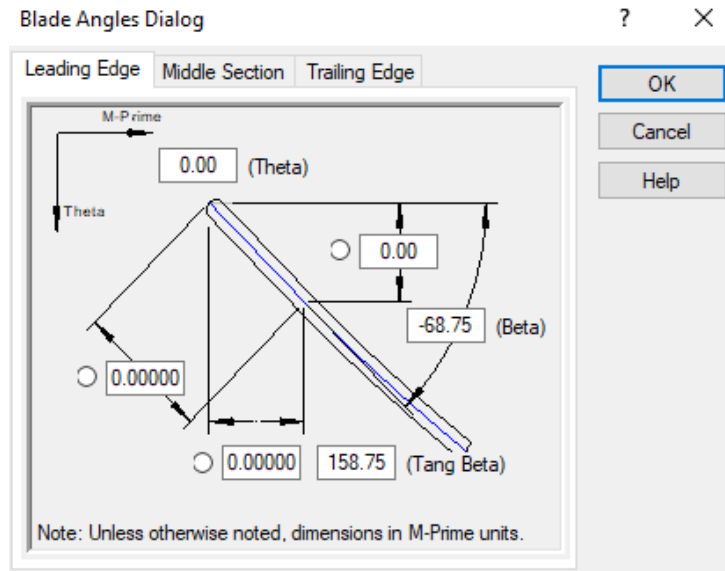 Blade Angles Dialog ? ×
Leading Edge Middle Section Trailing Edge
OK
Cancel
Help
M-Prime
Theta
0.00 (Theta)
0.00
-68.75 (Beta)
0.00000
0.00000 158.75 (Tang Beta)
Note: Unless otherwise noted, dimensions in M-Prime units.